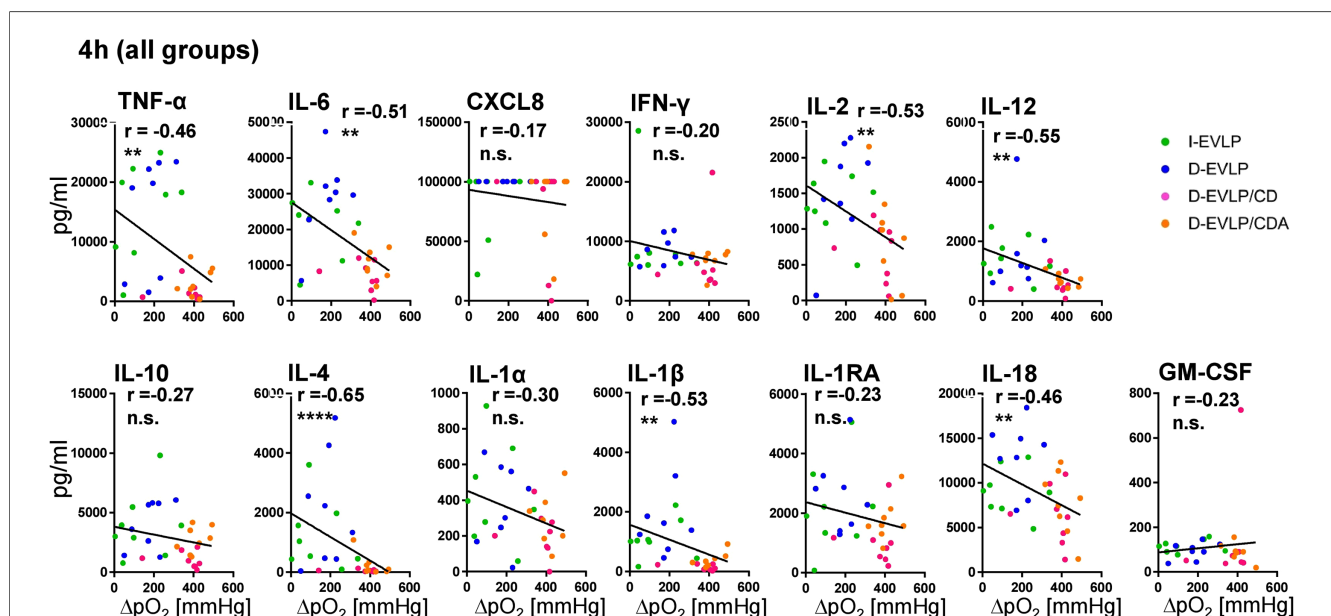 4h (all groups)
TNF-α
IL-6
CXCL8
IFN-γ
IL-2
IL-12
r = -0.46
**
r =-0.51
**
r =-0.17
n.s.
r =-0.20
n.s.
r =-0.53
**
r =-0.55
**
I-EVLP
D-EVLP
D-EVLP/CD
D-EVLP/CDA
pg/ml
30000
20000
10000
0
0 200 400 600
50000
40000
30000
20000
10000
0
0 200 400 600
150000
100000
50000
0
0 200 400 600
30000
20000
10000
0
0 200 400 600
2500
2000
1500
1000
500
0
0 200 400 600
6000
4000
2000
0
0 200 400 600
IL-10
IL-4
IL-1α
IL-1β
IL-1RA
IL-18
GM-CSF
r =-0.27
n.s.
r =-0.65
****
r =-0.30
n.s.
r =-0.53
**
r =-0.23
n.s.
r =-0.46
**
r =-0.23
n.s.
pg/ml
15000
10000
5000
0
0 200 400 600
6000
4000
2000
0
0 200 400 600
1000
800
600
400
200
0
0 200 400 600
6000
4000
2000
0
0 200 400 600
6000
4000
2000
0
0 200 400 600
20000
15000
10000
5000
0
0 200 400 600
800
600
400
200
0
0 200 400 600
ΔpO2 [mmHg]
ΔpO2 [mmHg]
ΔpO2 [mmHg]
ΔpO2 [mmHg]
ΔpO2 [mmHg]
ΔpO2 [mmHg]
ΔpO2 [mmHg]